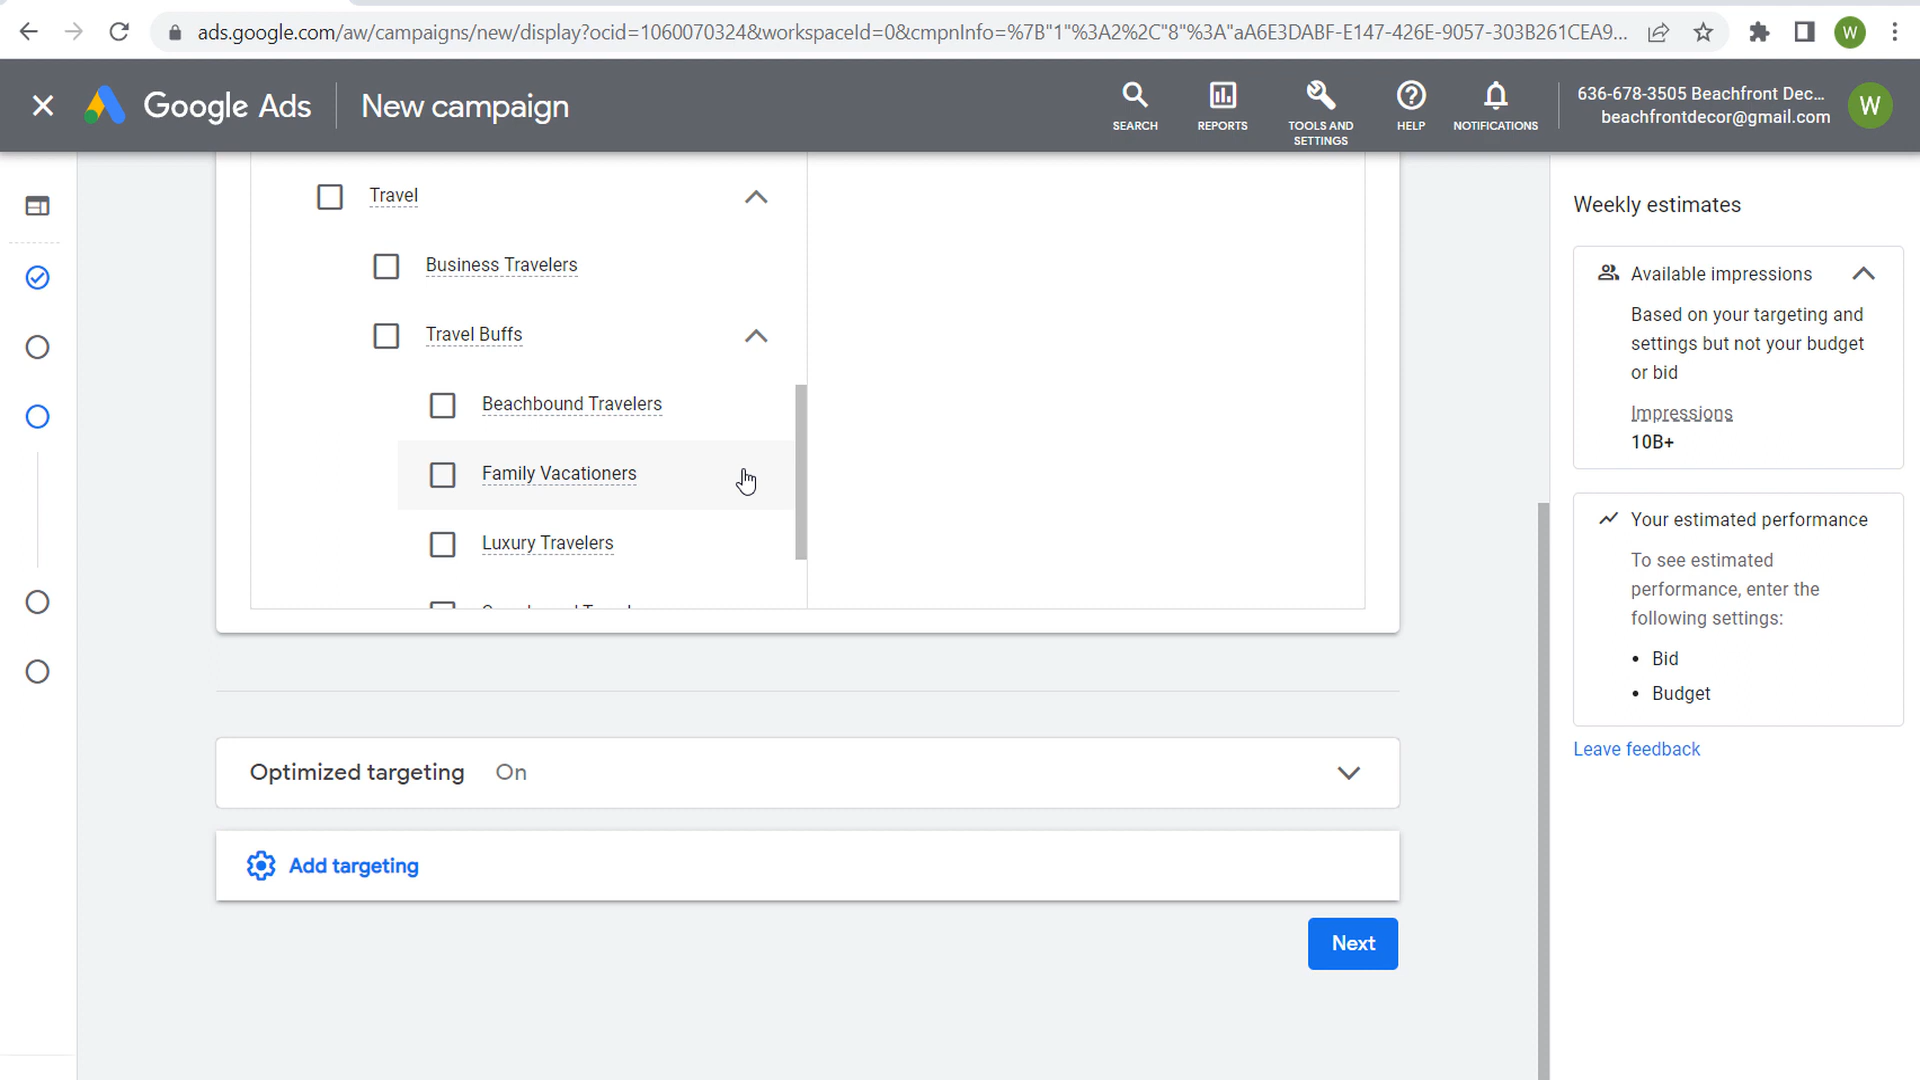 ads.google.com/aw/campaigns/new/display?ocid=1060070324&workspaceId=0&cmpnInfo=%7B"1"%3A2%2C"8"%3A"aA6E3DABF-E147-426E-9057-303B261CEA9...
W
Google Ads
New campaign
SEARCH
REPORTS
TOOLS AND
SETTINGS
HELP
NOTIFICATIONS
636-678-3505 Beachfront Dec...
beachfrontdecor@gmail.com
W
Travel
Business Travelers
Travel Buffs
Beachbound Travelers
Family Vacationers
Luxury Travelers
Optimized targeting On
Add targeting
Next
Weekly estimates
Available impressions
Based on your targeting and
settings but not your budget
or bid
Impressions
10B+
Your estimated performance
To see estimated
performance, enter the
following settings:
• Bid
• Budget
Leave feedback